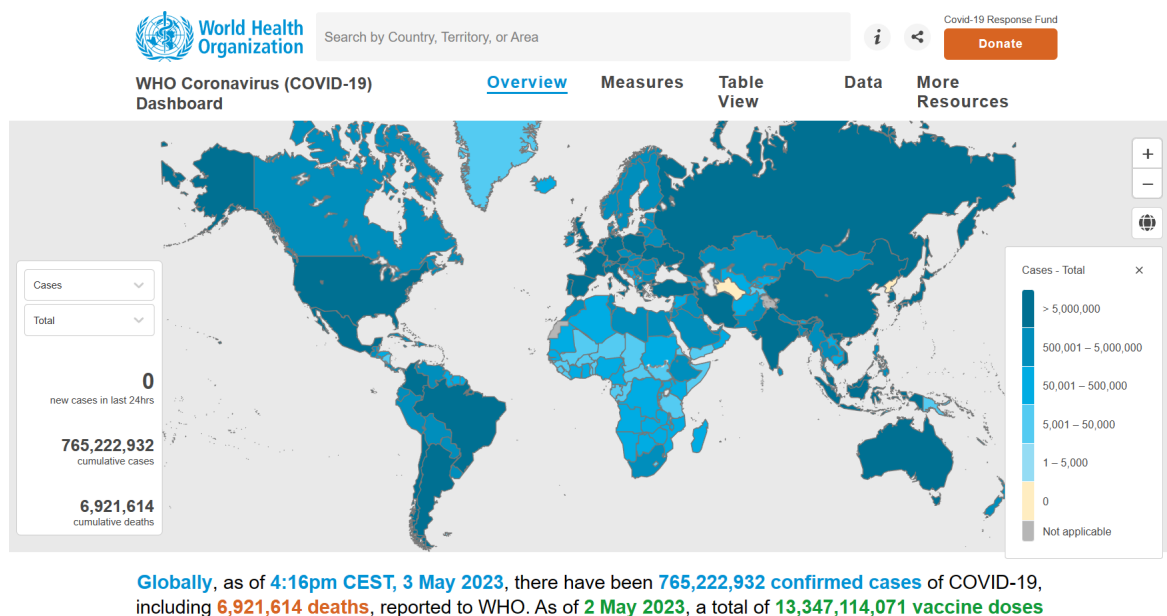 World Health
Organization
Search by Country, Territory, or Area
i
Covid-19 Response Fund
Donate
WHO Coronavirus (COVID-19)
Dashboard
Overview
Measures
Table
View
Data
More
Resources
+
−
Cases
Total
0
new cases in last 24hrs
765,222,932
cumulative cases
6,921,614
cumulative deaths
Cases - Total ×
> 5,000,000
500,001 – 5,000,000
50,001 – 500,000
5,001 – 50,000
1 – 5,000
0
Not applicable
Globally, as of 4:16pm CEST, 3 May 2023, there have been 765,222,932 confirmed cases of COVID-19,
including 6,921,614 deaths, reported to WHO. As of 2 May 2023, a total of 13,347,114,071 vaccine doses